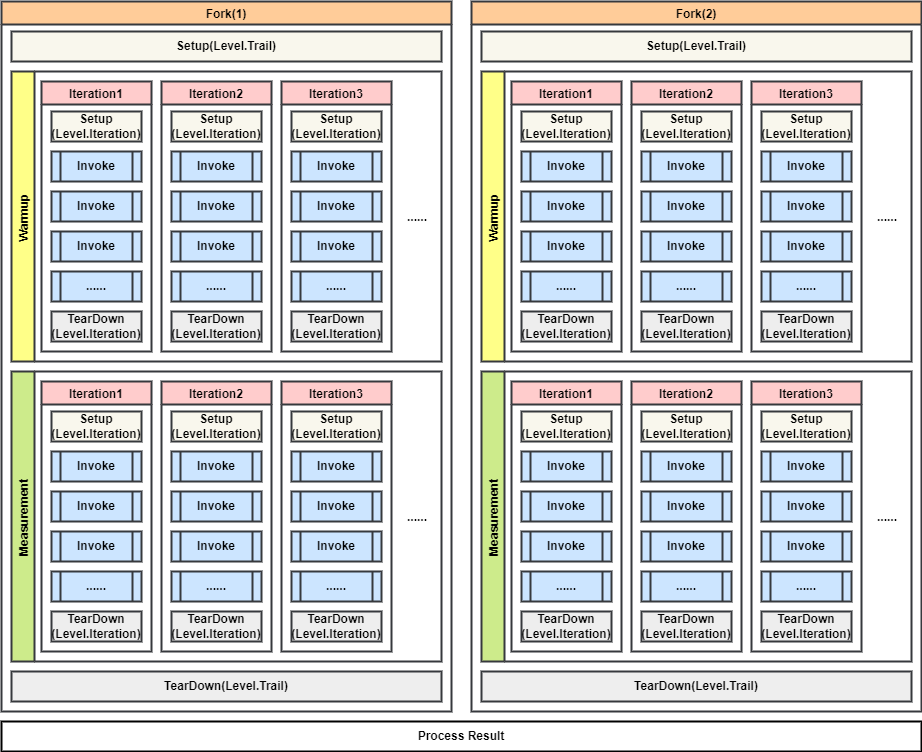 Fork(1)
Setup(Level.Trail)
Warmup
Iteration1
Setup
(Level.Iteration)
Invoke
Invoke
Invoke
......
TearDown
(Level.Iteration)
Iteration2
Setup
(Level.Iteration)
Invoke
Invoke
Invoke
......
TearDown
(Level.Iteration)
Iteration3
Setup
(Level.Iteration)
Invoke
Invoke
Invoke
......
TearDown
(Level.Iteration)
......
Measurement
Iteration1
Setup
(Level.Iteration)
Invoke
Invoke
Invoke
......
TearDown
(Level.Iteration)
Iteration2
Setup
(Level.Iteration)
Invoke
Invoke
Invoke
......
TearDown
(Level.Iteration)
Iteration3
Setup
(Level.Iteration)
Invoke
Invoke
Invoke
......
TearDown
(Level.Iteration)
......
TearDown(Level.Trail)
Fork(2)
Setup(Level.Trail)
Warmup
Iteration1
Setup
(Level.Iteration)
Invoke
Invoke
Invoke
......
TearDown
(Level.Iteration)
Iteration2
Setup
(Level.Iteration)
Invoke
Invoke
Invoke
......
TearDown
(Level.Iteration)
Iteration3
Setup
(Level.Iteration)
Invoke
Invoke
Invoke
......
TearDown
(Level.Iteration)
......
Measurement
Iteration1
Setup
(Level.Iteration)
Invoke
Invoke
Invoke
......
TearDown
(Level.Iteration)
Iteration2
Setup
(Level.Iteration)
Invoke
Invoke
Invoke
......
TearDown
(Level.Iteration)
Iteration3
Setup
(Level.Iteration)
Invoke
Invoke
Invoke
......
TearDown
(Level.Iteration)
......
TearDown(Level.Trail)
Process Result